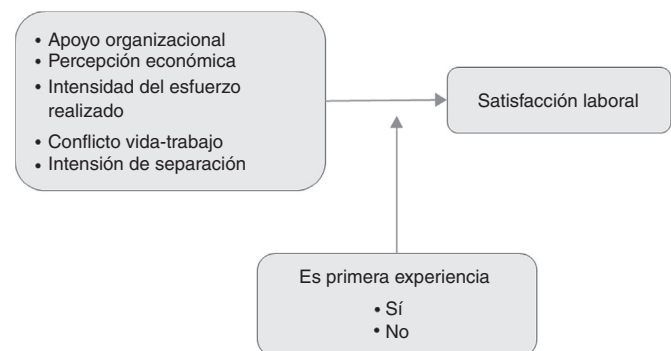 • Apoyo organizacional
• Percepción económica
• Intensidad del esfuerzo
realizado
• Conflicto vida-trabajo
• Intensión de separación
Satisfacción laboral
Es primera experiencia
• Sí
• No